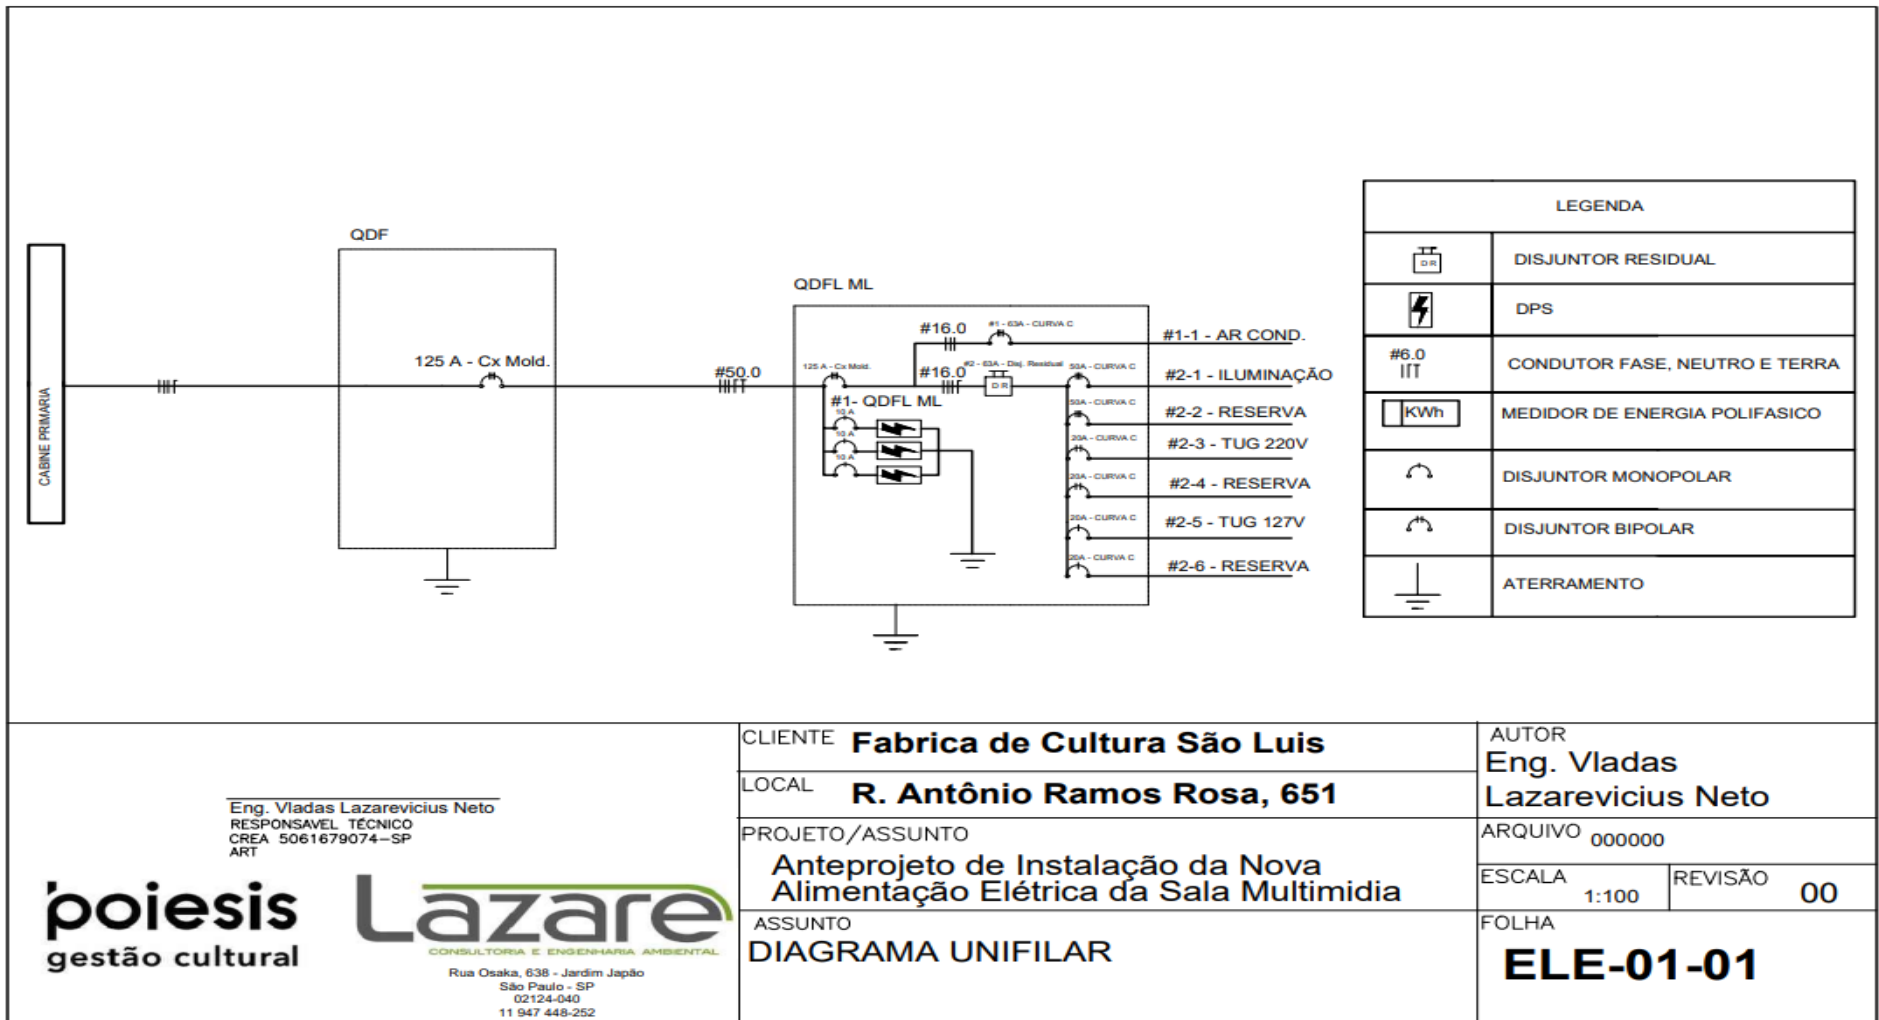 QDF
125 A - Cx Mold.
CABINE PRIMARIA
#50.0
QDFL ML
#16.0
#1 - 63A - CURVA C
#1-1 - AR COND.
125 A - Cx Mold.
#16.0
#2 - 63A - Disj. Residual
D R
50A - CURVA C
#2-1 - ILUMINAÇÃO
#1- QDFL ML
10 A
10 A
10 A
50A - CURVA C
#2-2 - RESERVA
20A - CURVA C
#2-3 - TUG 220V
20A - CURVA C
#2-4 - RESERVA
20A - CURVA C
#2-5 - TUG 127V
20A - CURVA C
#2-6 - RESERVA
LEGENDA
D R
DISJUNTOR RESIDUAL
DPS
#6.0
CONDUTOR FASE, NEUTRO E TERRA
KWh
MEDIDOR DE ENERGIA POLIFASICO
DISJUNTOR MONOPOLAR
DISJUNTOR BIPOLAR
ATERRAMENTO
Eng. Vladas Lazarevicius Neto
RESPONSAVEL TÉCNICO
CREA 5061679074-SP
ART
poiesis
gestão cultural
Lazare
CONSULTORIA E ENGENHARIA AMBIENTAL
Rua Osaka, 638 - Jardim Japão
São Paulo - SP
02124-040
11 947 448-252
CLIENTE Fabrica de Cultura São Luis
LOCAL R. Antônio Ramos Rosa, 651
PROJETO/ASSUNTO
Anteprojeto de Instalação da Nova
Alimentação Elétrica da Sala Multimidia
ASSUNTO
DIAGRAMA UNIFILAR
AUTOR
Eng. Vladas
Lazarevicius Neto
ARQUIVO 000000
ESCALA 1:100
REVISÃO 00
FOLHA
ELE-01-01